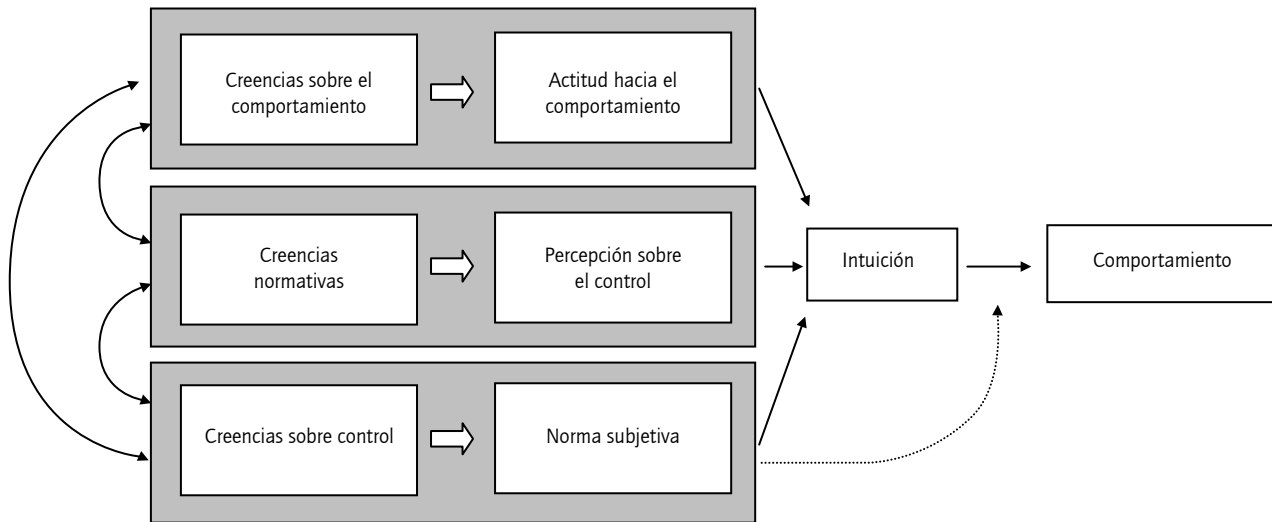 Creencias sobre el
comportamiento
Actitud hacia el
comportamiento
Creencias
normativas
Percepción sobre
el control
Intuición
Comportamiento
Creencias sobre control
Norma subjetiva